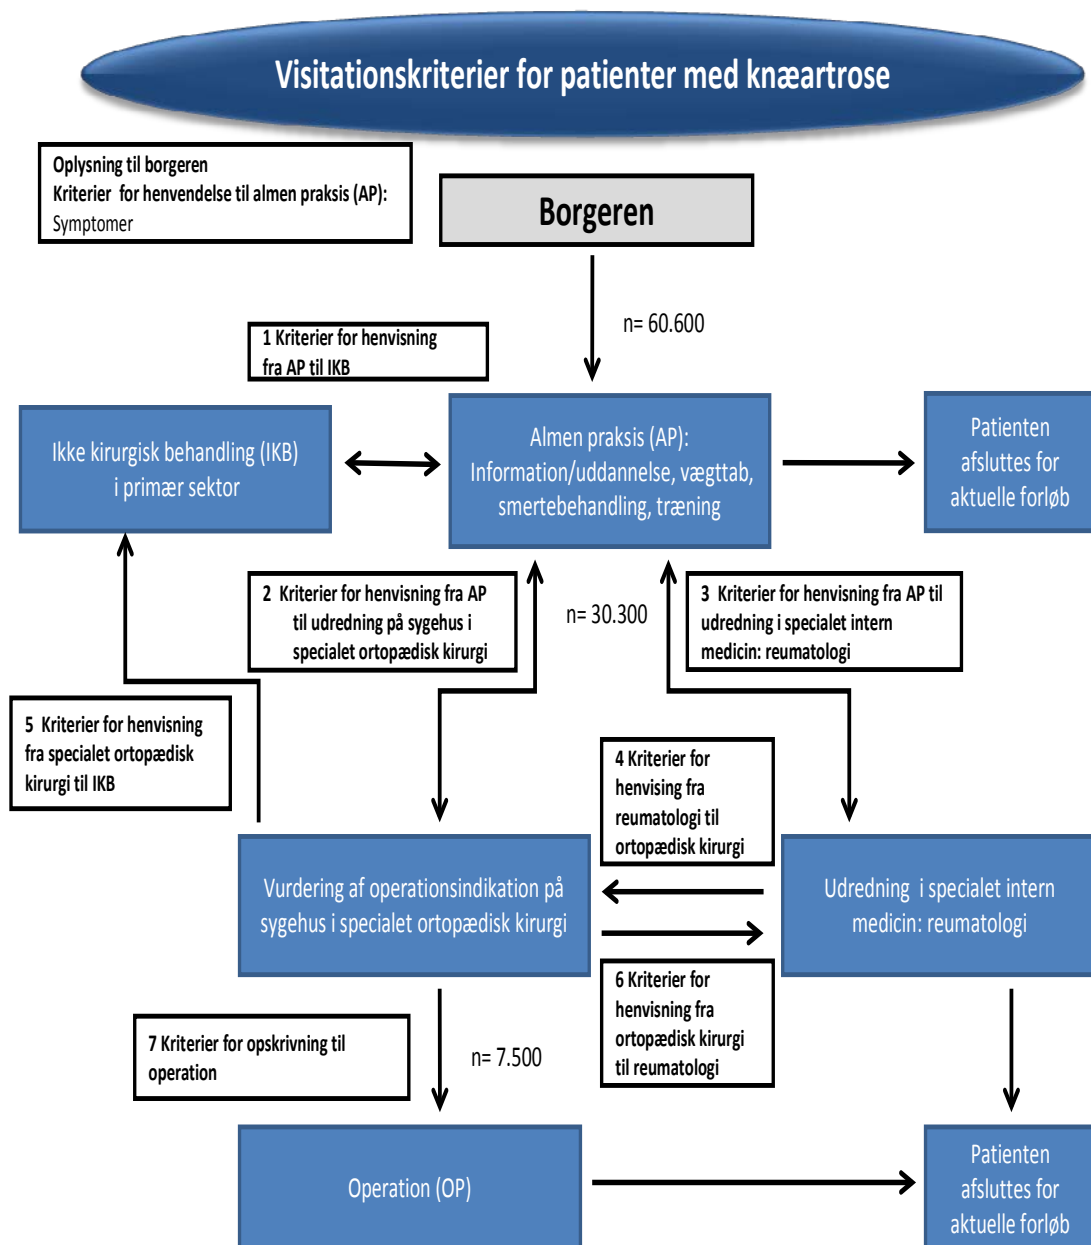 Visitationskriterier for patienter med knæartrose
Oplysning til borgeren
Kriterier for henvendelse til almen praksis (AP):
Symptomer
Borgeren
n= 60.600
1 Kriterier for henvisning
fra AP til IKB
Ikke kirurgisk behandling (IKB)
i primær sektor
Almen praksis (AP):
Information/uddannelse, vægttab,
smertebehandling, træning
Patienten
afsluttes for
aktuelle forløb
2 Kriterier for henvisning fra AP
til udredning på sygehus i
specialet ortopædisk kirurgi
n= 30.300
3 Kriterier for henvisning fra AP til
udredning i specialet intern
medicin: reumatologi
5 Kriterier for henvisning
fra specialet ortopædisk
kirurgi til IKB
4 Kriterier for
henvising fra
reumatologi til
ortopædisk kirurgi
Vurdering af operationsindikation på
sygehus i specialet ortopædisk kirurgi
Udredning i specialet intern
medicin: reumatologi
6 Kriterier for
henvisning fra
ortopædisk kirurgi
til reumatologi
7 Kriterier for opskrivning til
operation
n= 7.500
Operation (OP)
Patienten
afsluttes for
aktuelle forløb